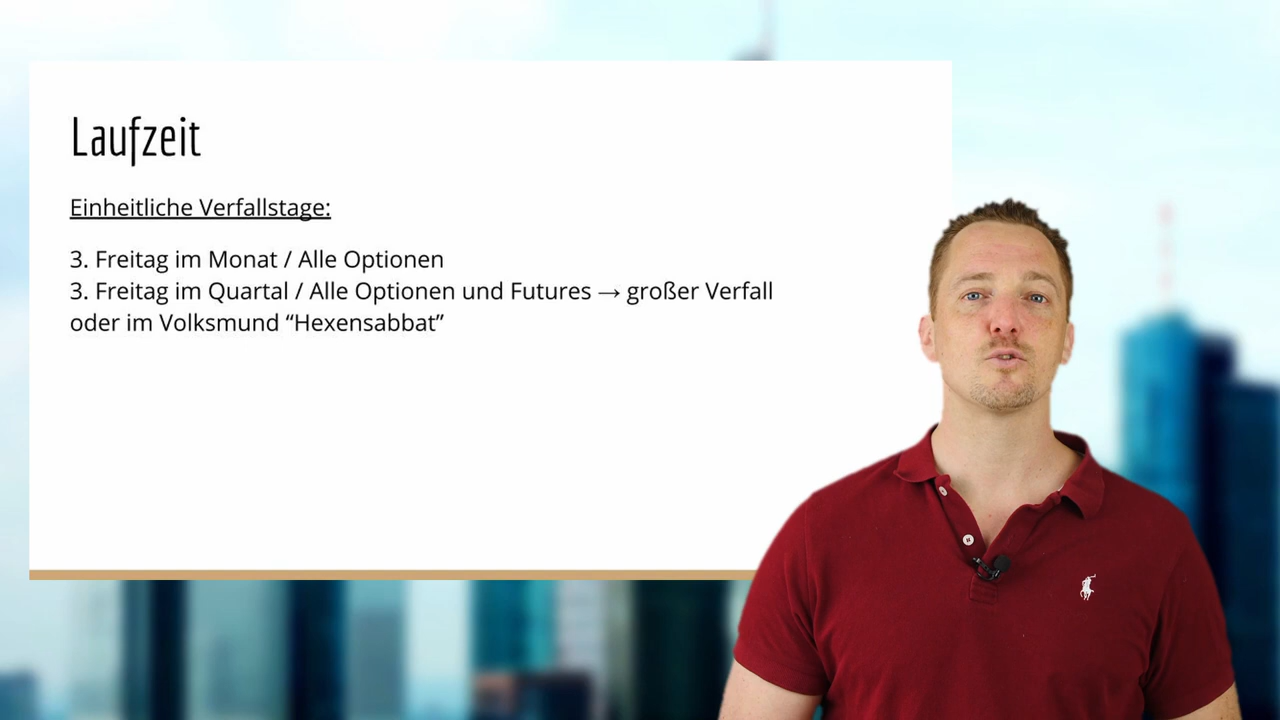 Laufzeit
Einheitliche Verfallstage:
3. Freitag im Monat / Alle Optionen
3. Freitag im Quartal / Alle Optionen und Futures → großer Verfall
oder im Volksmund “Hexensabbat”